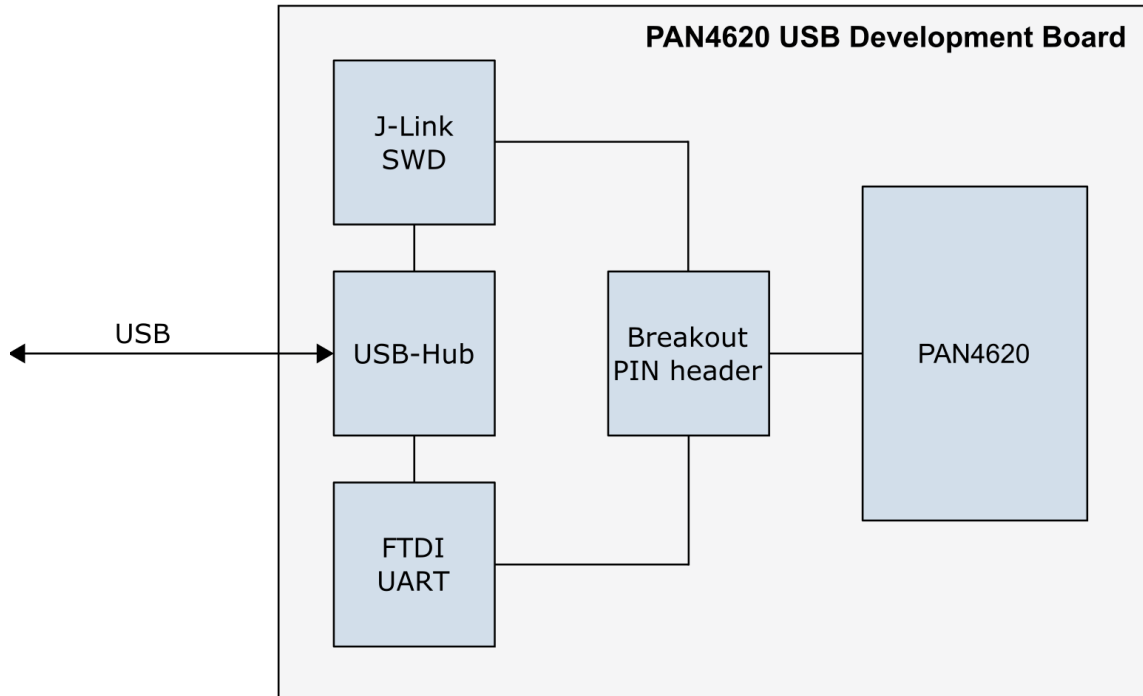 PAN4620 USB Development Board
J-Link
SWD
USB
USB-Hub
Breakout
PIN header
PAN4620
FTDI
UART